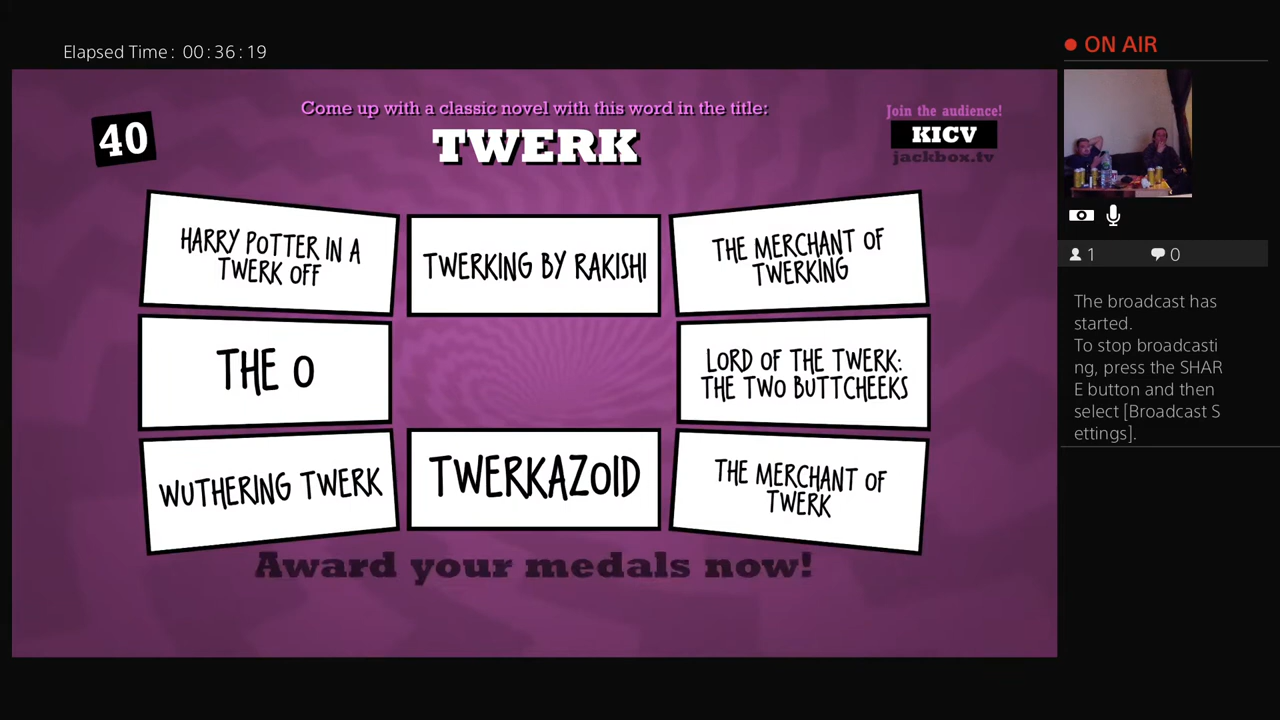 Elapsed Time: 00:36:19
ON AIR
Come up with a classic novel with this word in the title:
TWERK
40
Join the audience!
KICV
jackbox.tv
HARRY POTTER IN A
TWERK OFF
TWERKING BY RAKISHI
THE MERCHANT OF
TWERKING
THE O
LORD OF THE TWERK:
THE TWO BUTTCHEEKS
WUTHERING TWERK
TWERKAZOID
THE MERCHANT OF
TWERK
Award your medals now!
1
0
The broadcast has
started.
To stop broadcasti
ng, press the SHAR
E button and then
select [Broadcast S
ettings].